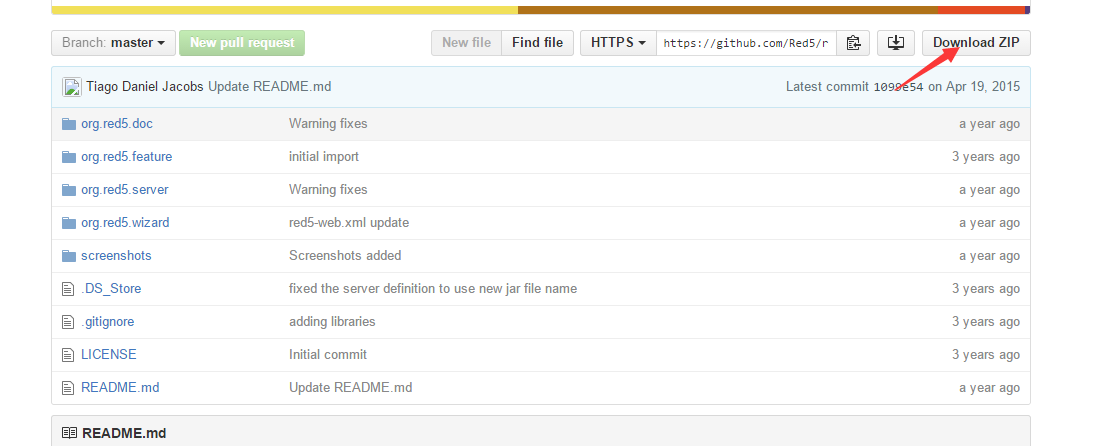 Branch: master New pull request New file Find file HTTPS https://github.com/Red5/r Download ZIP
Tiago Daniel Jacobs Update README.md Latest commit 1099e54 on Apr 19, 2015
org.red5.doc Warning fixes a year ago
org.red5.feature initial import 3 years ago
org.red5.server Warning fixes a year ago
org.red5.wizard red5-web.xml update a year ago
screenshots Screenshots added a year ago
.DS_Store fixed the server definition to use new jar file name 3 years ago
.gitignore adding libraries 3 years ago
LICENSE Initial commit 3 years ago
README.md Update README.md a year ago
README.md